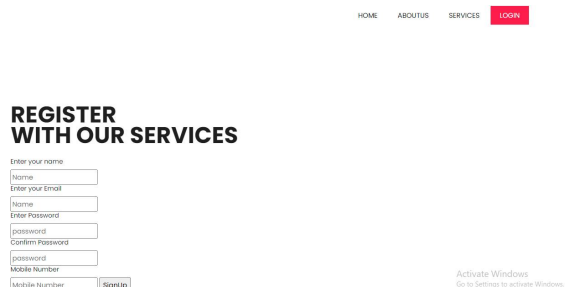 HOME ABOUTUS SERVICES LOGIN
REGISTER
WITH OUR SERVICES
Enter your name
Name
Enter your Email
Name
Enter Password
password
Confirm Password
password
Mobile Number
Mobile Number SignUp
Activate Windows
Go to Settings to activate Windows.